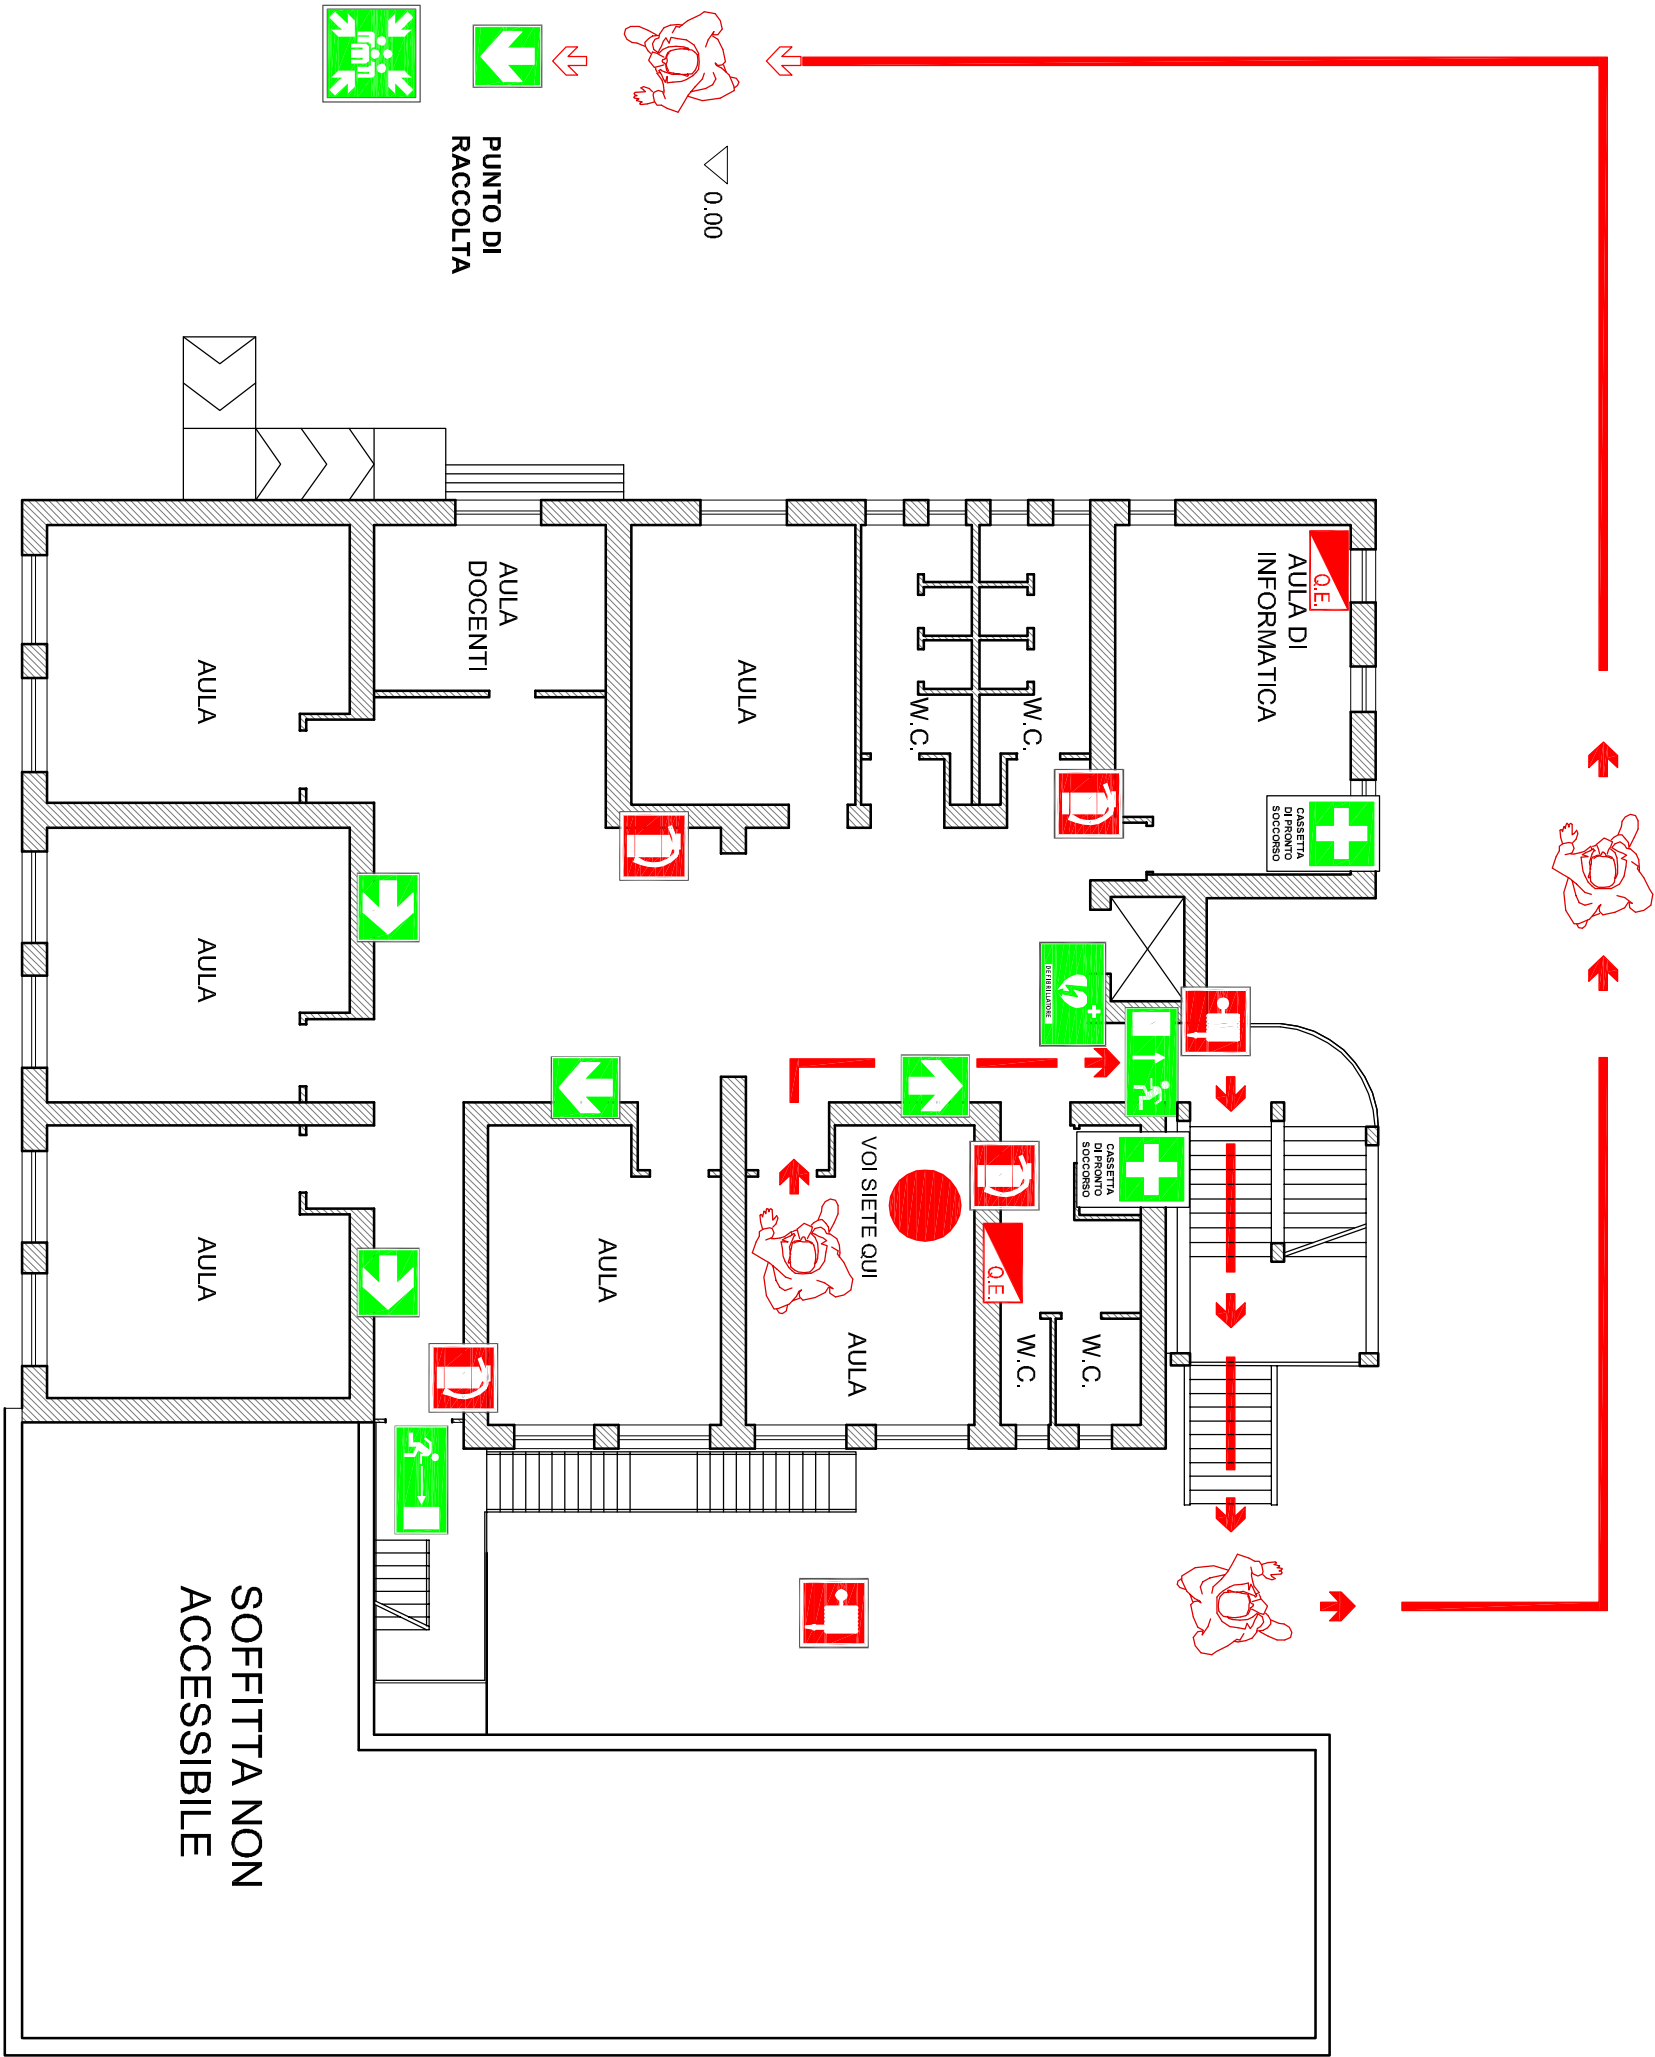 PUNTO DI
RACCOLTA
0.00
AULA DI
INFORMATICA
Q.E.
AULA
DOCENTI
AULA
AULA
W.C.
W.C.
CASSETTA
DI PRONTO
SOCCORSO
AULA
DEFIBRILLATORE
CASSETTA
DI PRONTO
SOCCORSO
VOI SIETE QUI
Q.E.
AULA
AULA
AULA
W.C.
W.C.
SOFFITTA NON
ACCESSIBILE